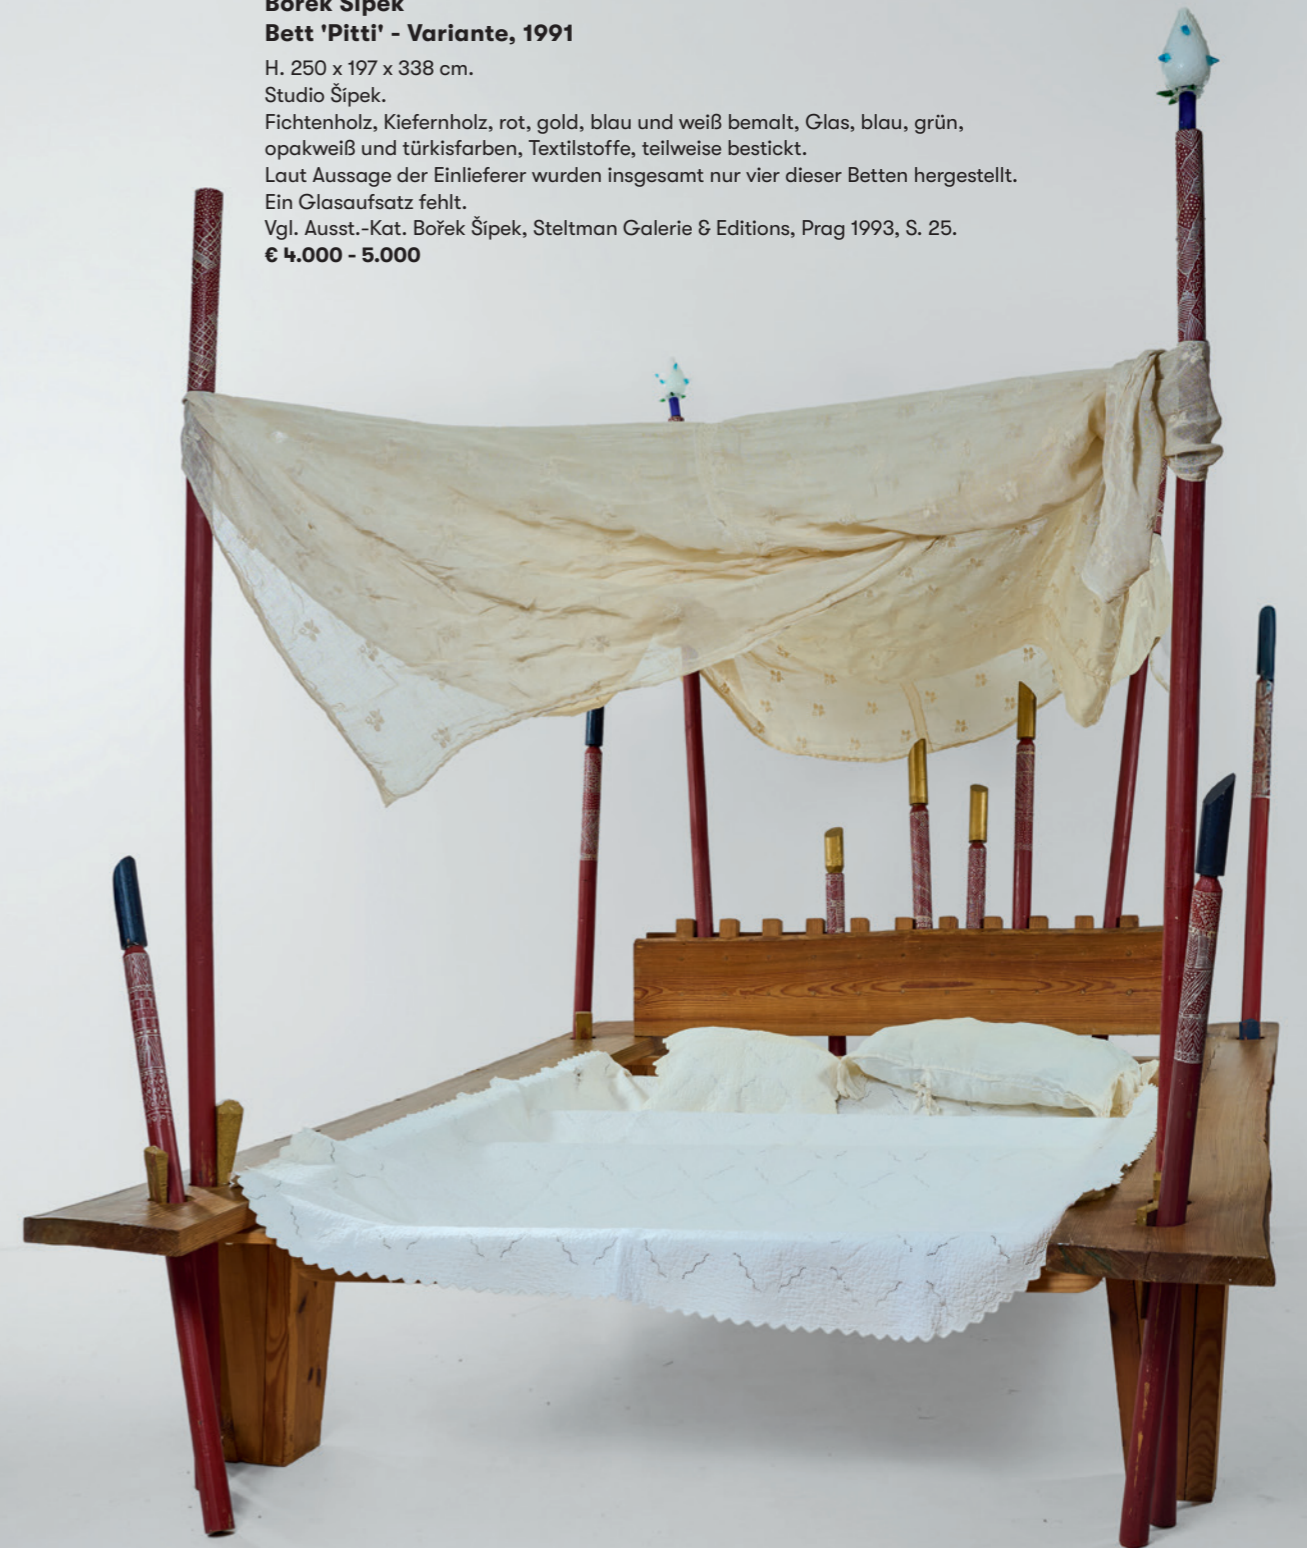 Bořek Šípek
Bett 'Pitti' - Variante, 1991
H. 250 x 197 x 338 cm.
Studio Šípek.
Fichtenholz, Kiefernholz, rot, gold, blau und weiß bemalt, Glas, blau, grün,
opakweiß und türkisfarben, Textilstoffe, teilweise bestickt.
Laut Aussage der Einlieferer wurden insgesamt nur vier dieser Betten hergestellt.
Ein Glasaufsatz fehlt.
Vgl. Ausst.-Kat. Bořek Šípek, Steltman Galerie & Editions, Prag 1993, S. 25.
€ 4.000 - 5.000